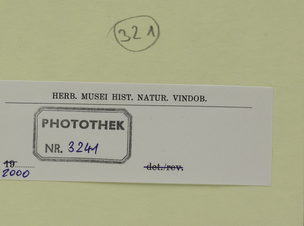 321
HERB. MUSEI HIST. NATUR. VINDOB.
PHOTOTHEK
NR. 3241
19 det./rev.
2000